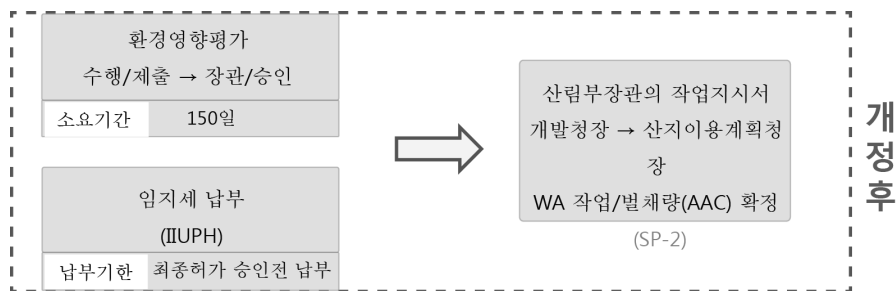 환경영향평가
수행/제출 → 장관/승인
소요기간 150일
임지세 납부
(IIUPH)
납부기한 최종허가 승인전 납부
산림부장관의 작업지시서
개발청장 → 산지이용계획청
장
WA 작업/벌채량(AAC) 확정
(SP-2)
개
정
후